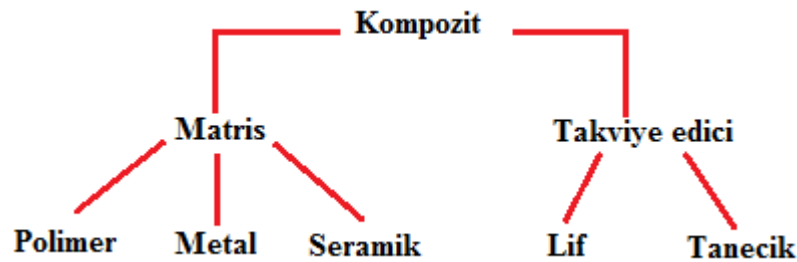 Kompozit
Matris
Takviye edici
Polimer
Metal
Seramik
Lif
Tanecik